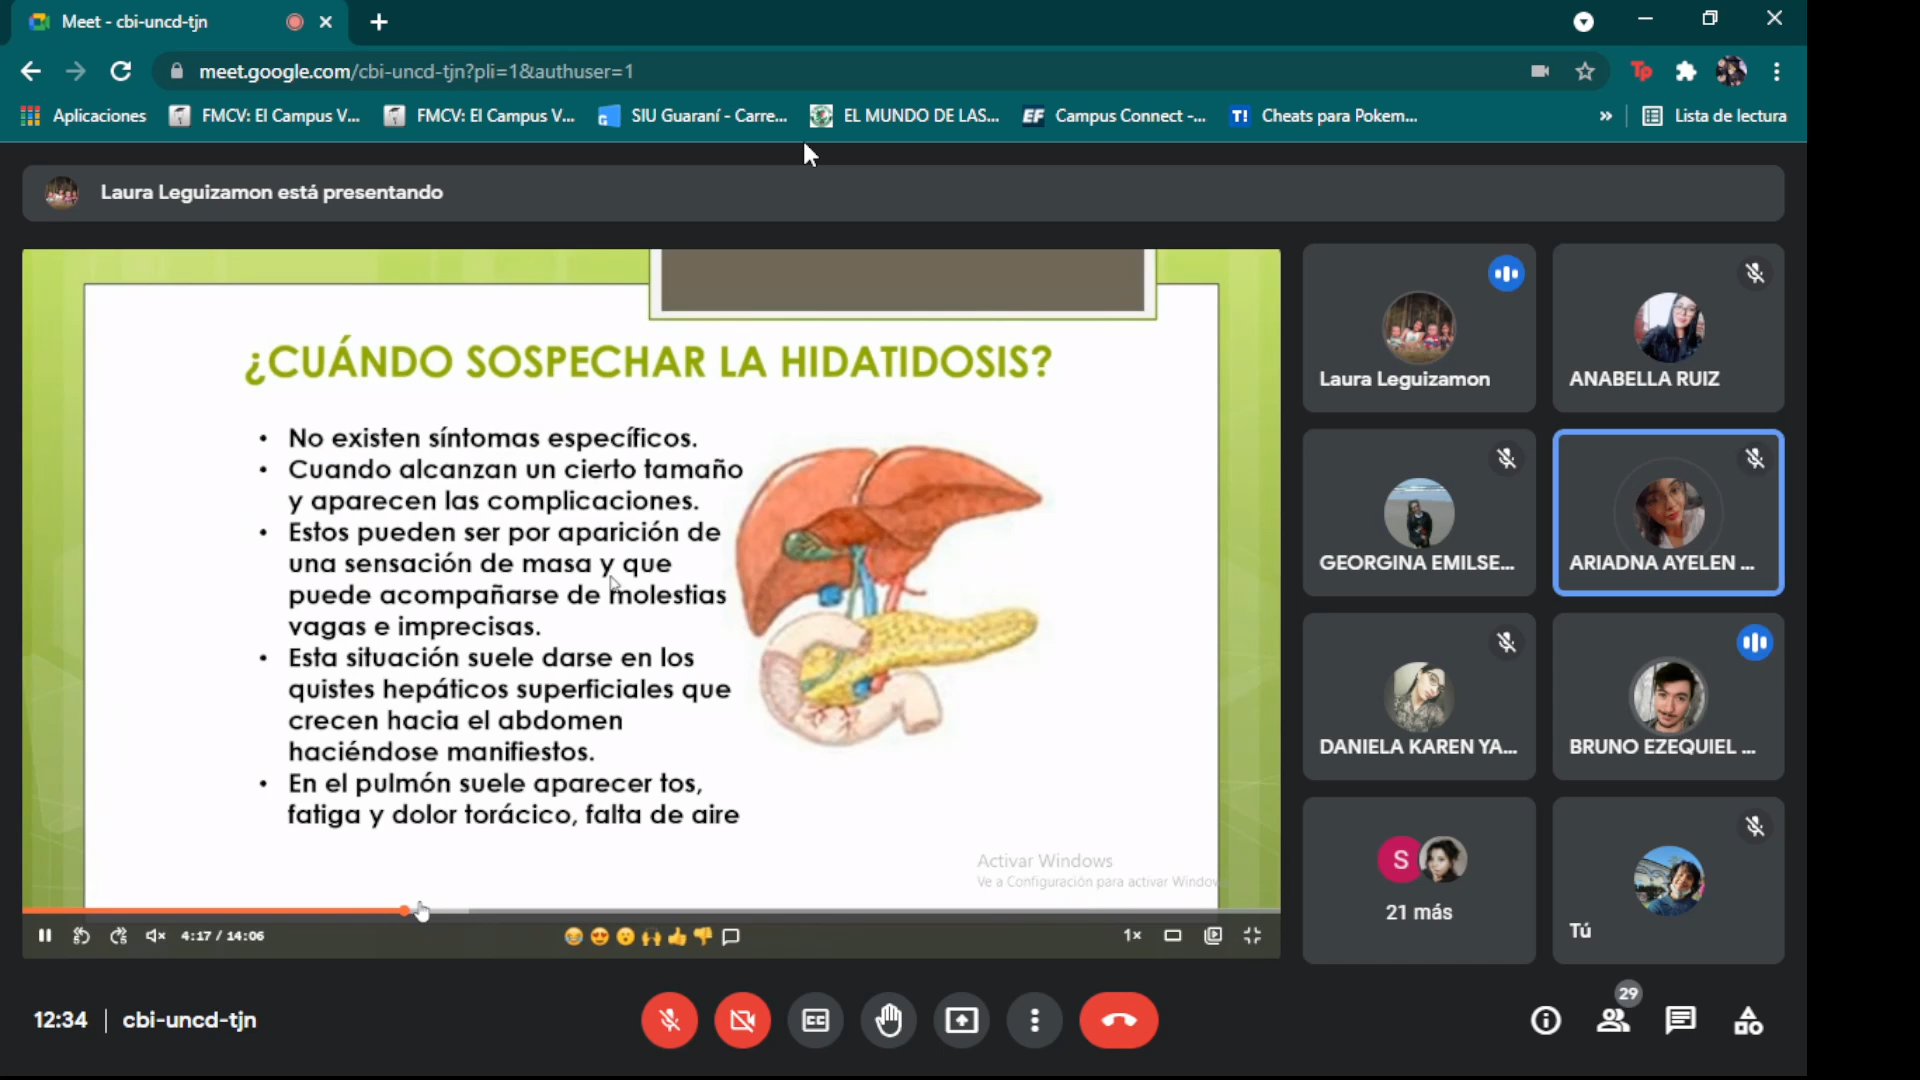 Meet - cbi-uncd-tjn
meet.google.com/cbi-uncd-tjn?pli=1&authuser=1
Tp
Aplicaciones
FMCV: El Campus V...
FMCV: El Campus V...
SIU Guaraní - Carre...
EL MUNDO DE LAS...
EF Campus Connect -...
T! Cheats para Pokem...
»
Lista de lectura
Laura Leguizamon está presentando
¿CUÁNDO SOSPECHAR LA HIDATIDOSIS?
• No existen síntomas específicos.
• Cuando alcanzan un cierto tamaño
y aparecen las complicaciones.
• Estos pueden ser por aparición de
una sensación de masa y que
puede acompañarse de molestias
vagas e imprecisas.
• Esta situación suele darse en los
quistes hepáticos superficiales que
crecen hacia el abdomen
haciéndose manifiestos.
• En el pulmón suele aparecer tos,
fatiga y dolor torácico, falta de aire
Activar Windows
Ve a Configuración para activar Window
5
5
4:17 / 14:06
1×
Laura Leguizamon
ANABELLA RUIZ
GEORGINA EMILSE...
ARIADNA AYELEN ...
DANIELA KAREN YA...
BRUNO EZEQUIEL ...
S
21 más
Tú
12:34 | cbi-uncd-tjn
CC
29